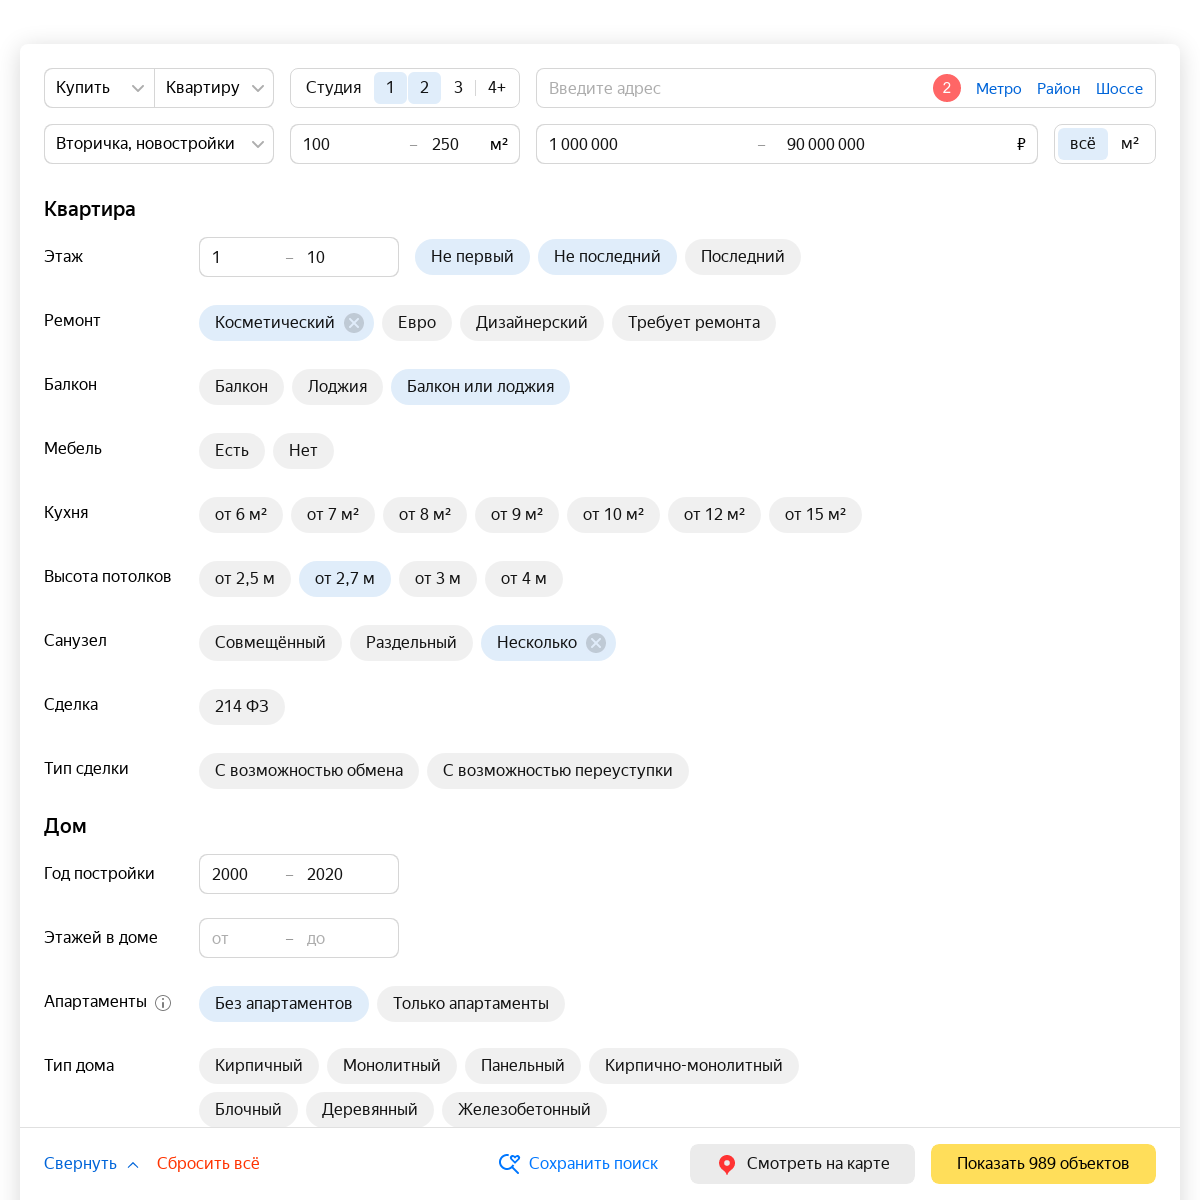 Купить Квартиру Студия 1 2 3 4+ Введите адрес 2 Метро Район Шоссе
Вторичка, новостройки 100 – 250 м² 1 000 000 – 90 000 000 ₽ всё м²
Квартира
Этаж 1 – 10 Не первый Не последний Последний
Ремонт Косметический Евро Дизайнерский Требует ремонта
Балкон Балкон Лоджия Балкон или лоджия
Мебель Есть Нет
Кухня от 6 м² от 7 м² от 8 м² от 9 м² от 10 м² от 12 м² от 15 м²
Высота потолков от 2,5 м от 2,7 м от 3 м от 4 м
Санузел Совмещённый Раздельный Несколько
Сделка 214 ФЗ
Тип сделки С возможностью обмена С возможностью переуступки
Дом
Год постройки 2000 – 2020
Этажей в доме от – до
Апартаменты Без апартаментов Только апартаменты
Тип дома Кирпичный Монолитный Панельный Кирпично-монолитный
Блочный Деревянный Железобетонный
Свернуть Сбросить всё Сохранить поиск Смотреть на карте Показать 989 объектов